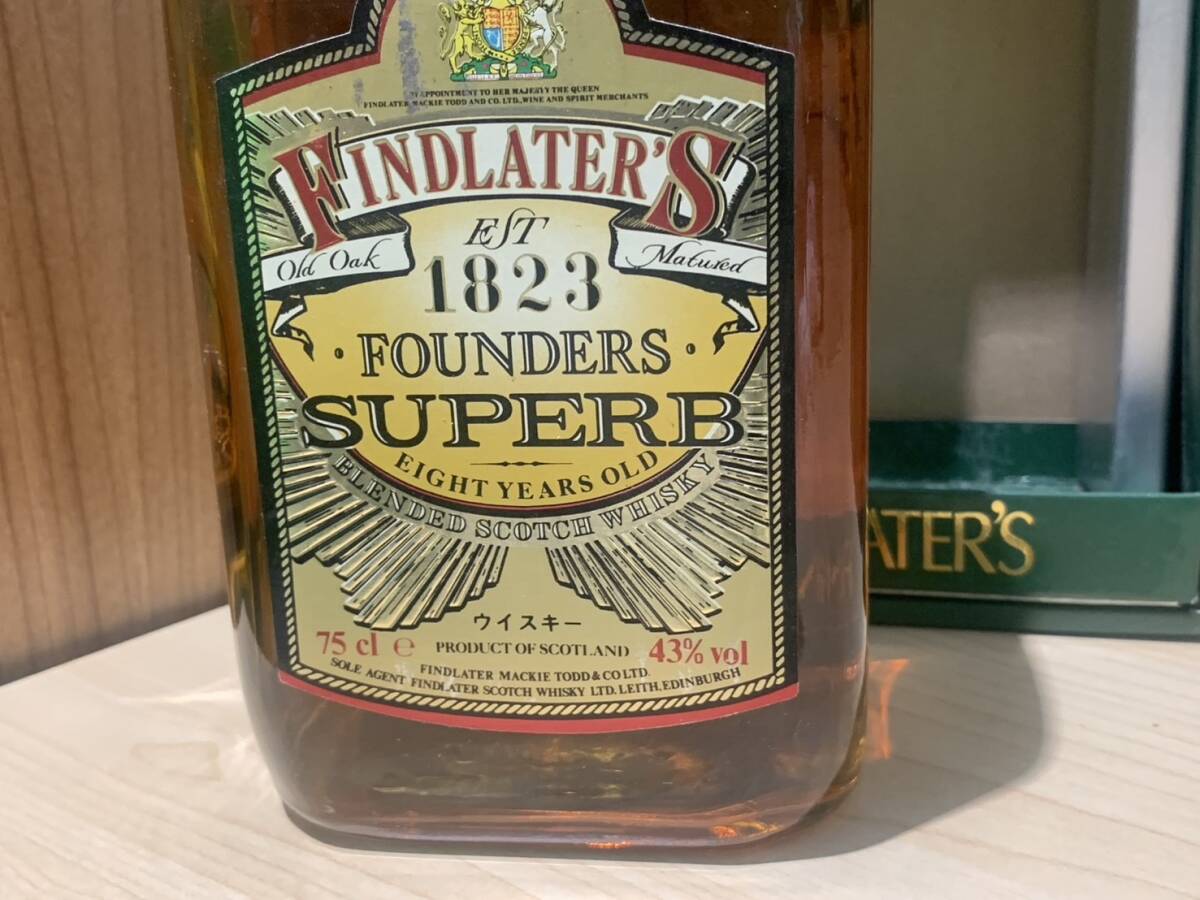 BY APPOINTMENT TO HER MAJESTY THE QUEEN
FINDLATER MACKIE TODD AND CO. LTD., WINE AND SPIRIT MERCHANTS
FINDLATER'S
Old Oak
Matured
EST
1823
· FOUNDERS ·
SUPERB
EIGHT YEARS OLD
BLENDED SCOTCH WHISKY
ウイスキー
75 cl e PRODUCT OF SCOTLAND 43% vol
FINDLATER MACKIE TODD & CO LTD.
SOLE AGENT FINDLATER SCOTCH WHISKY LTD. LEITH, EDINBURGH
ATER'S